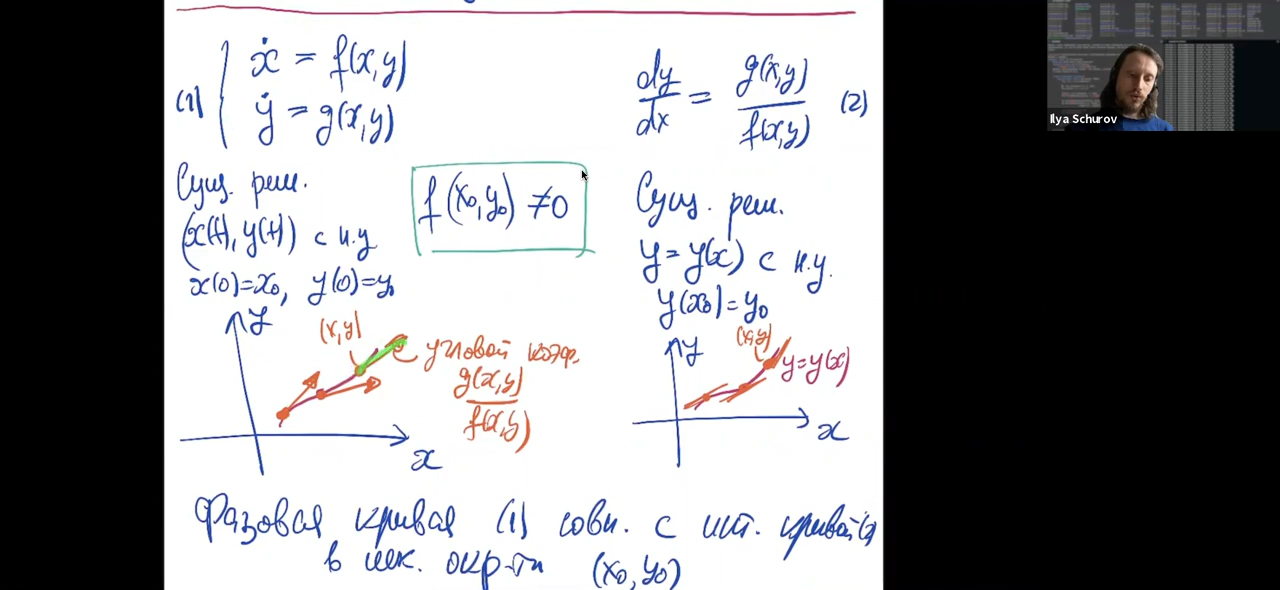 (1)
ẋ = f(x,y)
ẏ = g(x,y)
Сущ. реш.
(x(t), y(t)) с н.у
x(0)=x₀, y(0)=y₀
f(x₀,y₀) ≠0
dy/dx = g(x,y)/f(x,y) (2)
Сущ. реш.
y=y(x) с н.у.
y(x₀)=y₀
y
(x,y)
угловой коэф.
g(x,y)/f(x,y)
x
y
(x,y)
y=y(x)
x
Фазовая кривая (1) совп. с инт. кривой (2)
в нек. окр-ти (x₀,y₀)
Ilya Schurov